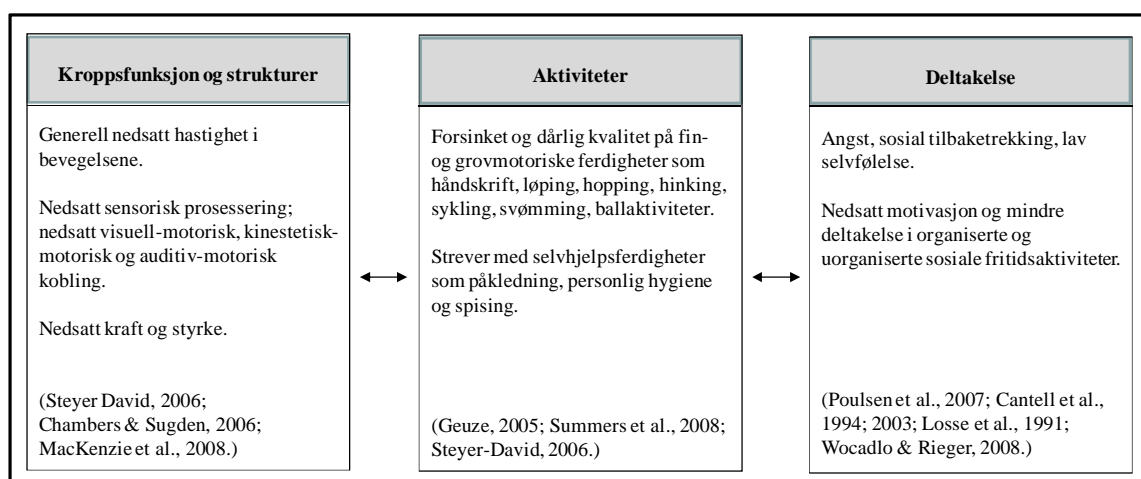 Kroppsfunksjon og strukturer
Generell nedsatt hastighet i
bevegelsene.
Nedsatt sensorisk prosessering;
nedsatt visuell-motorisk, kinestetisk-
motorisk og auditiv-motorisk
kobling.
Nedsatt kraft og styrke.
(Steyer David, 2006;
Chambers & Sugden, 2006;
MacKenzie et al., 2008.)
Aktiviteter
Forsinket og dårlig kvalitet på fin-
og grovmotoriske ferdigheter som
håndskrift, løping, hopping, hinking,
sykling, svømming, ballaktiviteter.
Strever med selvhjelpsferdigheter
som påkledning, personlig hygiene
og spising.
(Geuze, 2005; Summers et al., 2008;
Steyer-David, 2006.)
Deltakelse
Angst, sosial tilbaketrekking, lav
selvfølelse.
Nedsatt motivasjon og mindre
deltakelse i organiserte og
uorganiserte sosiale fritidsaktiviteter.
(Poulsen et al., 2007; Cantell et al.,
1994; 2003; Losse et al., 1991;
Wocadlo & Rieger, 2008.)